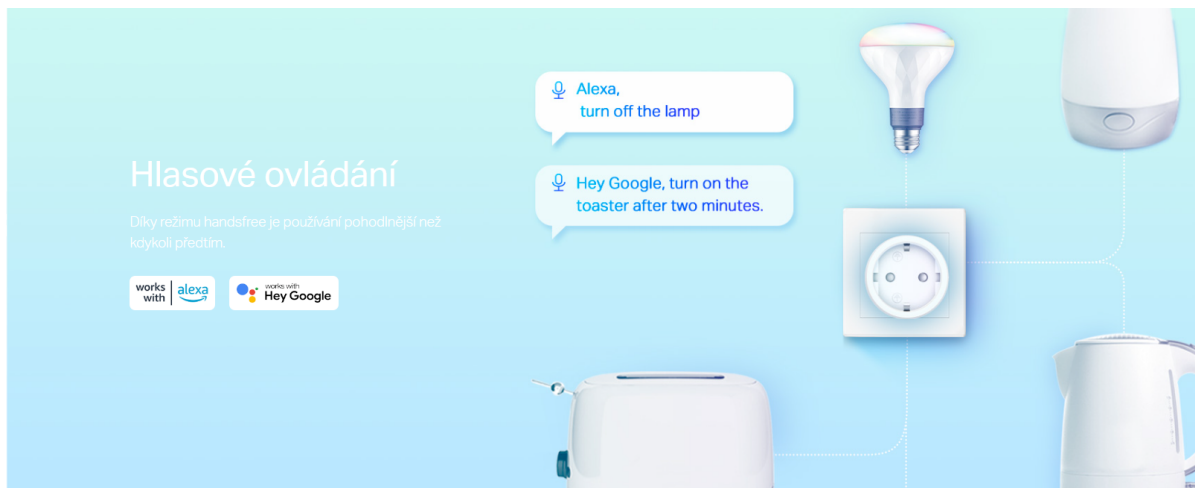 Hlasové ovládání
Díky režimu handsfree je používání pohodlnější než
kdykoli předtím.
works
with
alexa
works with
Hey Google
Alexa,
turn off the lamp
Hey Google, turn on the
toaster after two minutes.